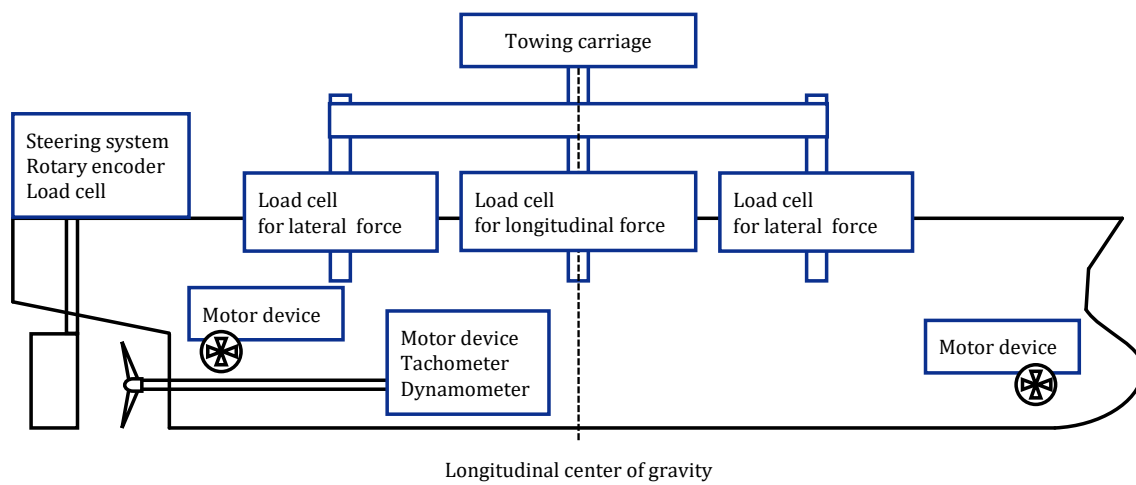 Towing carriage
Steering system
Rotary encoder
Load cell
Load cell
for lateral force
Load cell
for longitudinal force
Load cell
for lateral force
Motor device
Motor device
Tachometer
Dynamometer
Motor device
Longitudinal center of gravity